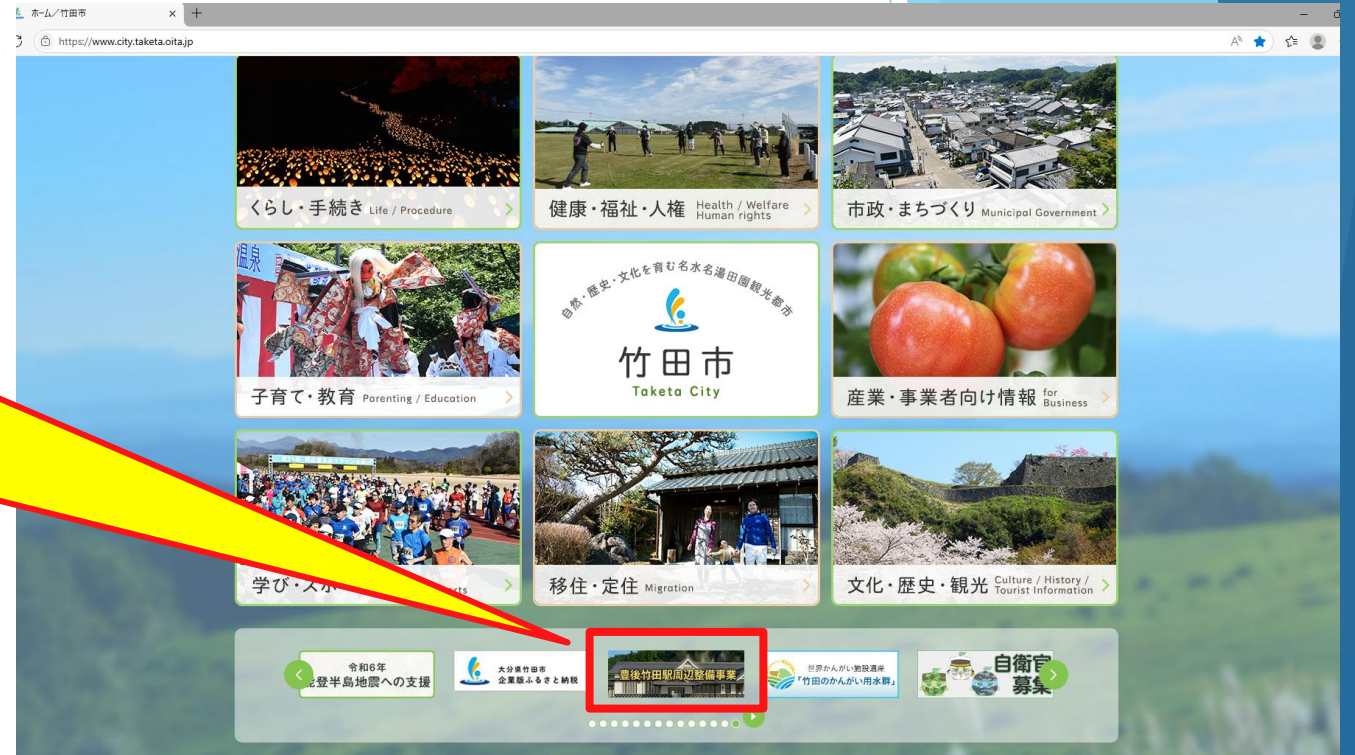 ホーム／竹田市
https://www.city.taketa.oita.jp
くらし・手続き Life / Procedure
健康・福祉・人権 Health / Welfare
Human rights
市政・まちづくり Municipal Government
温泉
子育て・教育 Parenting / Education
自然・歴史・文化を育む名水名湯田園観光都市
竹田市
Taketa City
産業・事業者向け情報 for
Business
学び・ス
移住・定住 Migration
文化・歴史・観光 Culture / History /
Tourist Information
令和6年
登半島地震への支援
大分県竹田市
企業版ふるさと納税
豊後竹田駅周辺整備事業
世界かんがい施設遺産
「竹田のかんがい用水群」
自衛官
募集